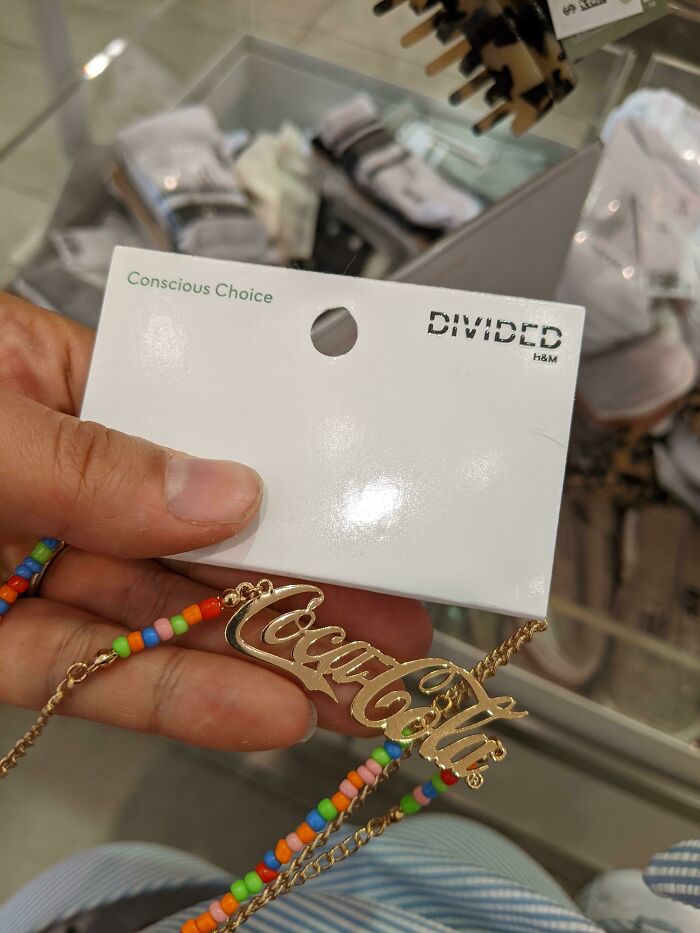 Conscious Choice
DIVIDED
H&M
Coca-Cola®